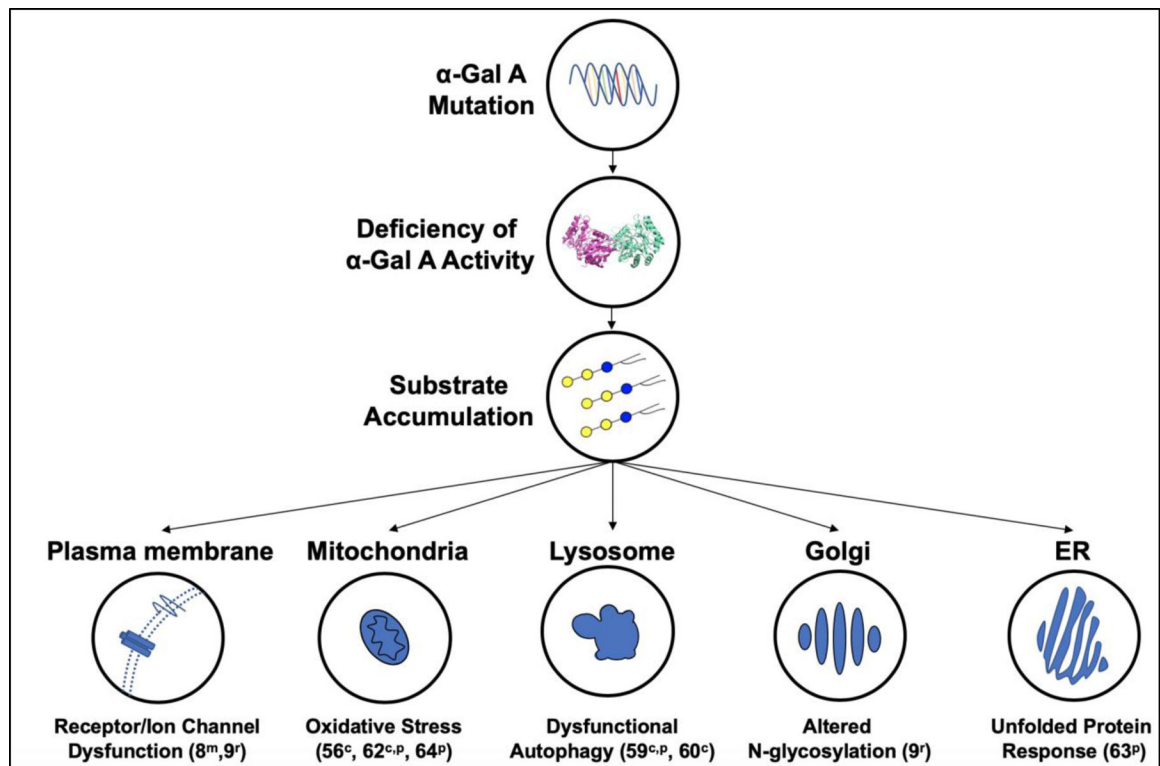 α-Gal A
Mutation
Deficiency of
α-Gal A Activity
Substrate
Accumulation
Plasma membrane
Mitochondria
Lysosome
Golgi
ER
Receptor/Ion Channel
Dysfunction (8ᵐ,9ʳ)
Oxidative Stress
(56ᶜ, 62ᶜ,ᵖ, 64ᵖ)
Dysfunctional
Autophagy (59ᶜ,ᵖ, 60ᶜ)
Altered
N-glycosylation (9ʳ)
Unfolded Protein
Response (63ᵖ)